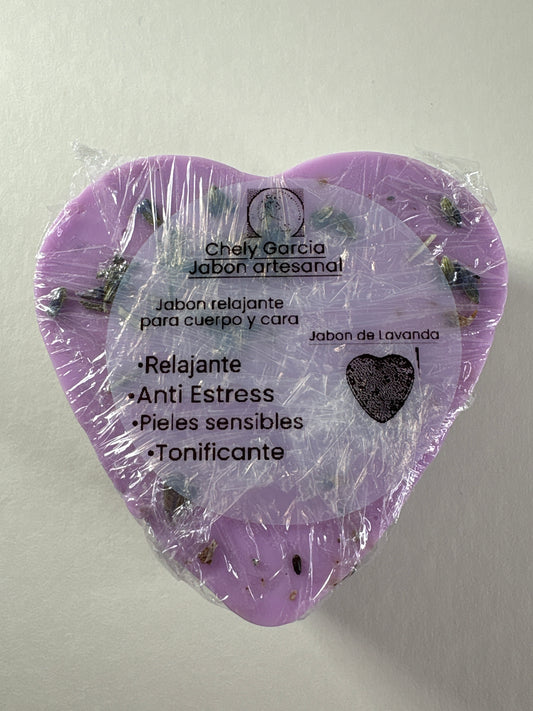 Chely Garcia
Jabon artesanal
Jabon relajante
para cuerpo y cara
Jabon de lavanda
•Relajante
•Anti Estress
•Pieles sensibles
•Tonificante